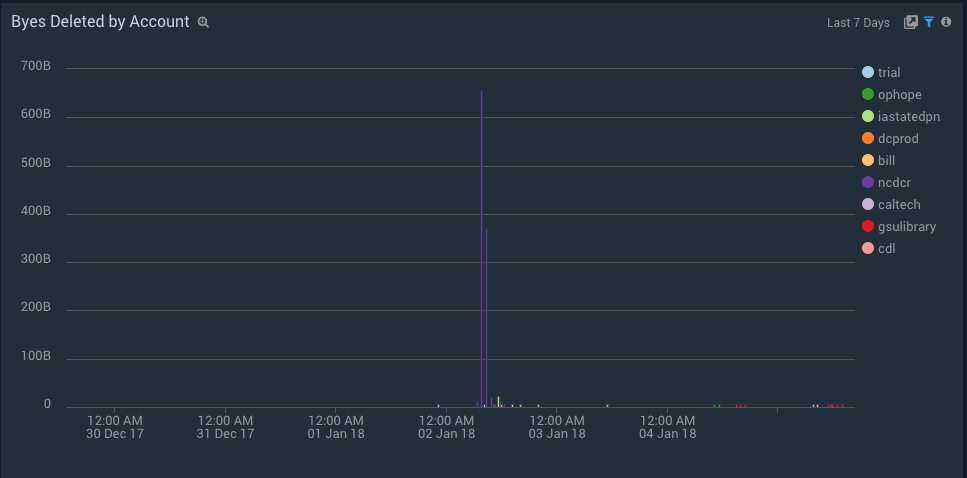 Byes Deleted by Account
Last 7 Days
700B
600B
500B
400B
300B
200B
100B
0
12:00 AM
30 Dec 17
12:00 AM
31 Dec 17
12:00 AM
01 Jan 18
12:00 AM
02 Jan 18
12:00 AM
03 Jan 18
12:00 AM
04 Jan 18
trial
ophope
iastatedpn
dcprod
bill
ncdcr
caltech
gsulibrary
cdl